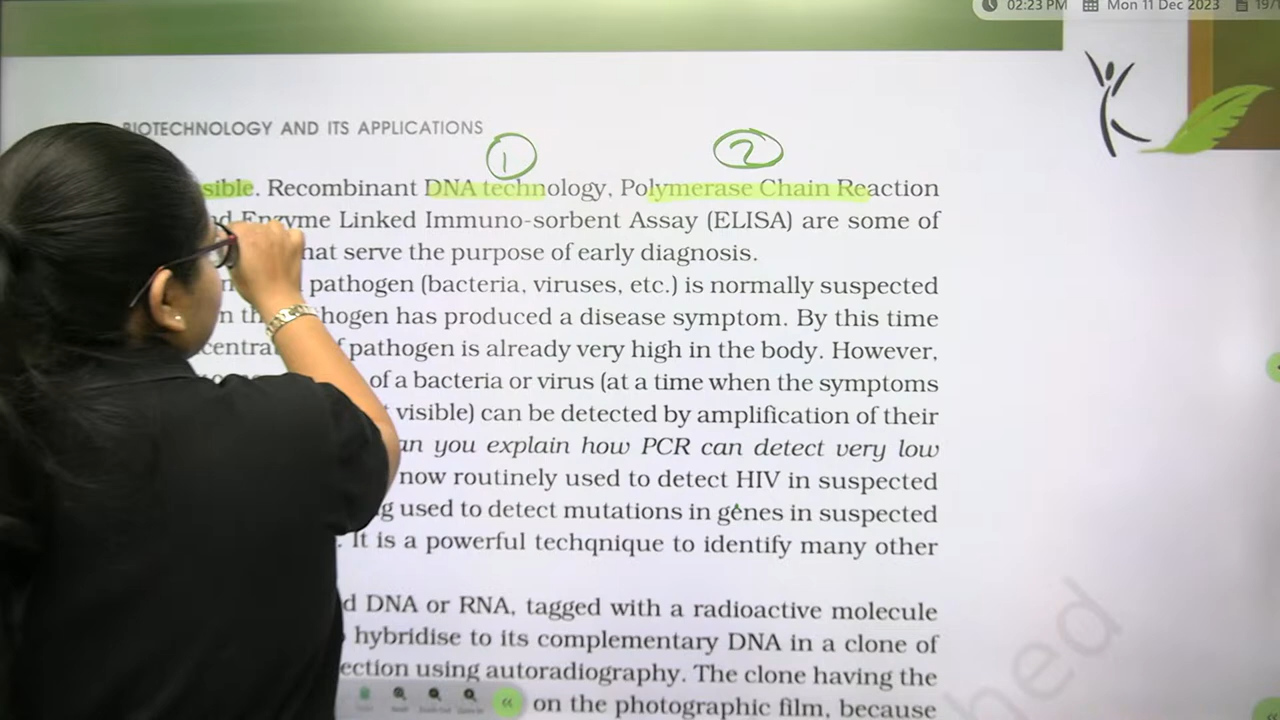 02:23 PM Mon 11 Dec 2023
BIOTECHNOLOGY AND ITS APPLICATIONS
1 2
sible. Recombinant DNA technology, Polymerase Chain Reaction
nd Enzyme Linked Immuno-sorbent Assay (ELISA) are some of
hat serve the purpose of early diagnosis.
pathogen (bacteria, viruses, etc.) is normally suspected
n th hogen has produced a disease symptom. By this time
centra f pathogen is already very high in the body. However,
of a bacteria or virus (at a time when the symptoms
visible) can be detected by amplification of their
an you explain how PCR can detect very low
now routinely used to detect HIV in suspected
g used to detect mutations in genes in suspected
. It is a powerful techqnique to identify many other
d DNA or RNA, tagged with a radioactive molecule
hybridise to its complementary DNA in a clone of
ection using autoradiography. The clone having the
on the photographic film, because
hed